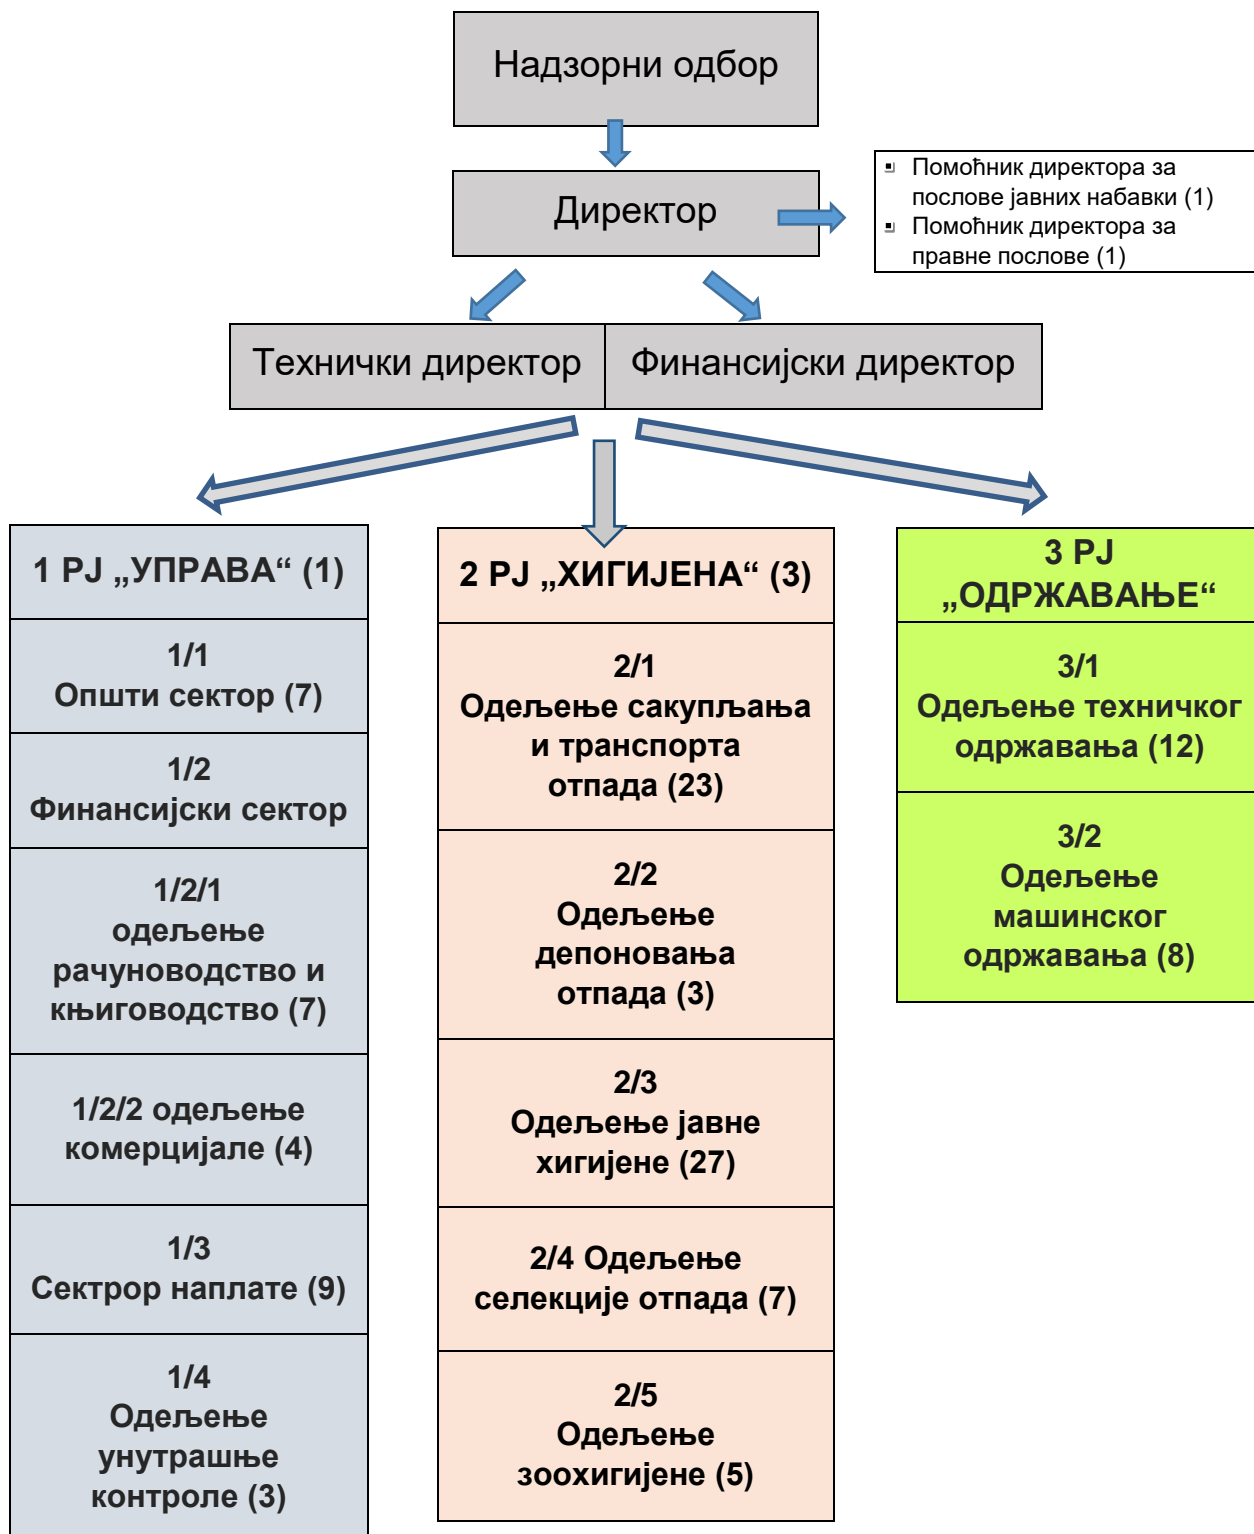 Надзорни одбор
Директор
Помоћник директора за
послове јавних набавки (1)
Помоћник директора за
правне послове (1)
Технички директор
Финансијски директор
1 РЈ „УПРАВА“ (1)
1/1
Општи сектор (7)
1/2
Финансијски сектор
1/2/1
одељење
рачуноводство и
књиговодство (7)
1/2/2 одељење
комерцијале (4)
1/3
Сектрор наплате (9)
1/4
Одељење
унутрашње
контроле (3)
2 РЈ „ХИГИЈЕНА“ (3)
2/1
Одељење сакупљања
и транспорта
отпада (23)
2/2
Одељење
депоновања
отпада (3)
2/3
Одељење јавне
хигијене (27)
2/4 Одељење
селекције отпада (7)
2/5
Одељење
зоохигијене (5)
3 РЈ
„ОДРЖАВАЊЕ“
3/1
Одељење техничког
одржавања (12)
3/2
Одељење
машинског
одржавања (8)